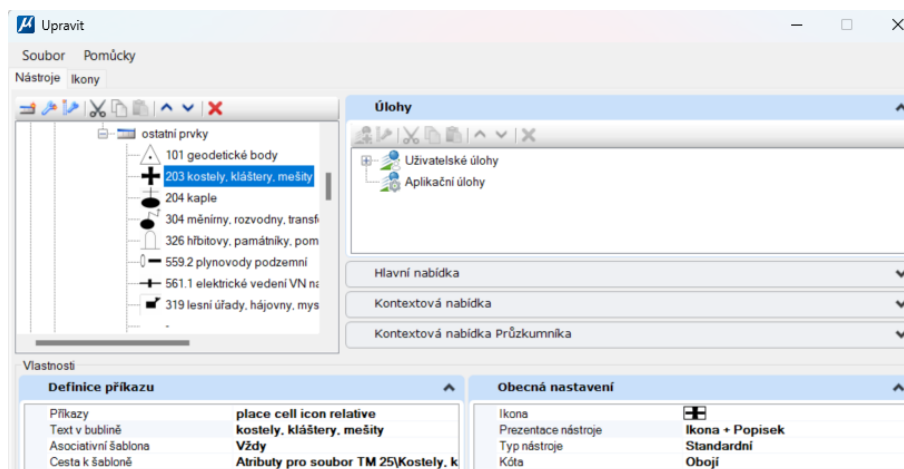 Upravit
Soubor Pomůcky
Nástroje Ikony
ostatní prvky
101 geodetické body
203 kostely, kláštery, mešity
204 kaple
304 měnírny, rozvodny, transf
326 hřbitovy, památníky, pom
559.2 plynovody podzemní
561.1 elektrické vedení VN na
319 lesní úřady, hájovny, mys
-
Úlohy
Uživatelské úlohy
Aplikační úlohy
Hlavní nabídka
Kontextová nabídka
Kontextová nabídka Průzkumníka
Vlastnosti
Definice příkazu
Příkazy place cell icon relative
Text v bublině kostely, kláštery, mešity
Asociativní šablona Vždy
Cesta k šabloně Atributy pro soubor TM 25\Kostely, k
Obecná nastavení
Ikona
Prezentace nástroje Ikona + Popisek
Typ nástroje Standardní
Kóta Obojí